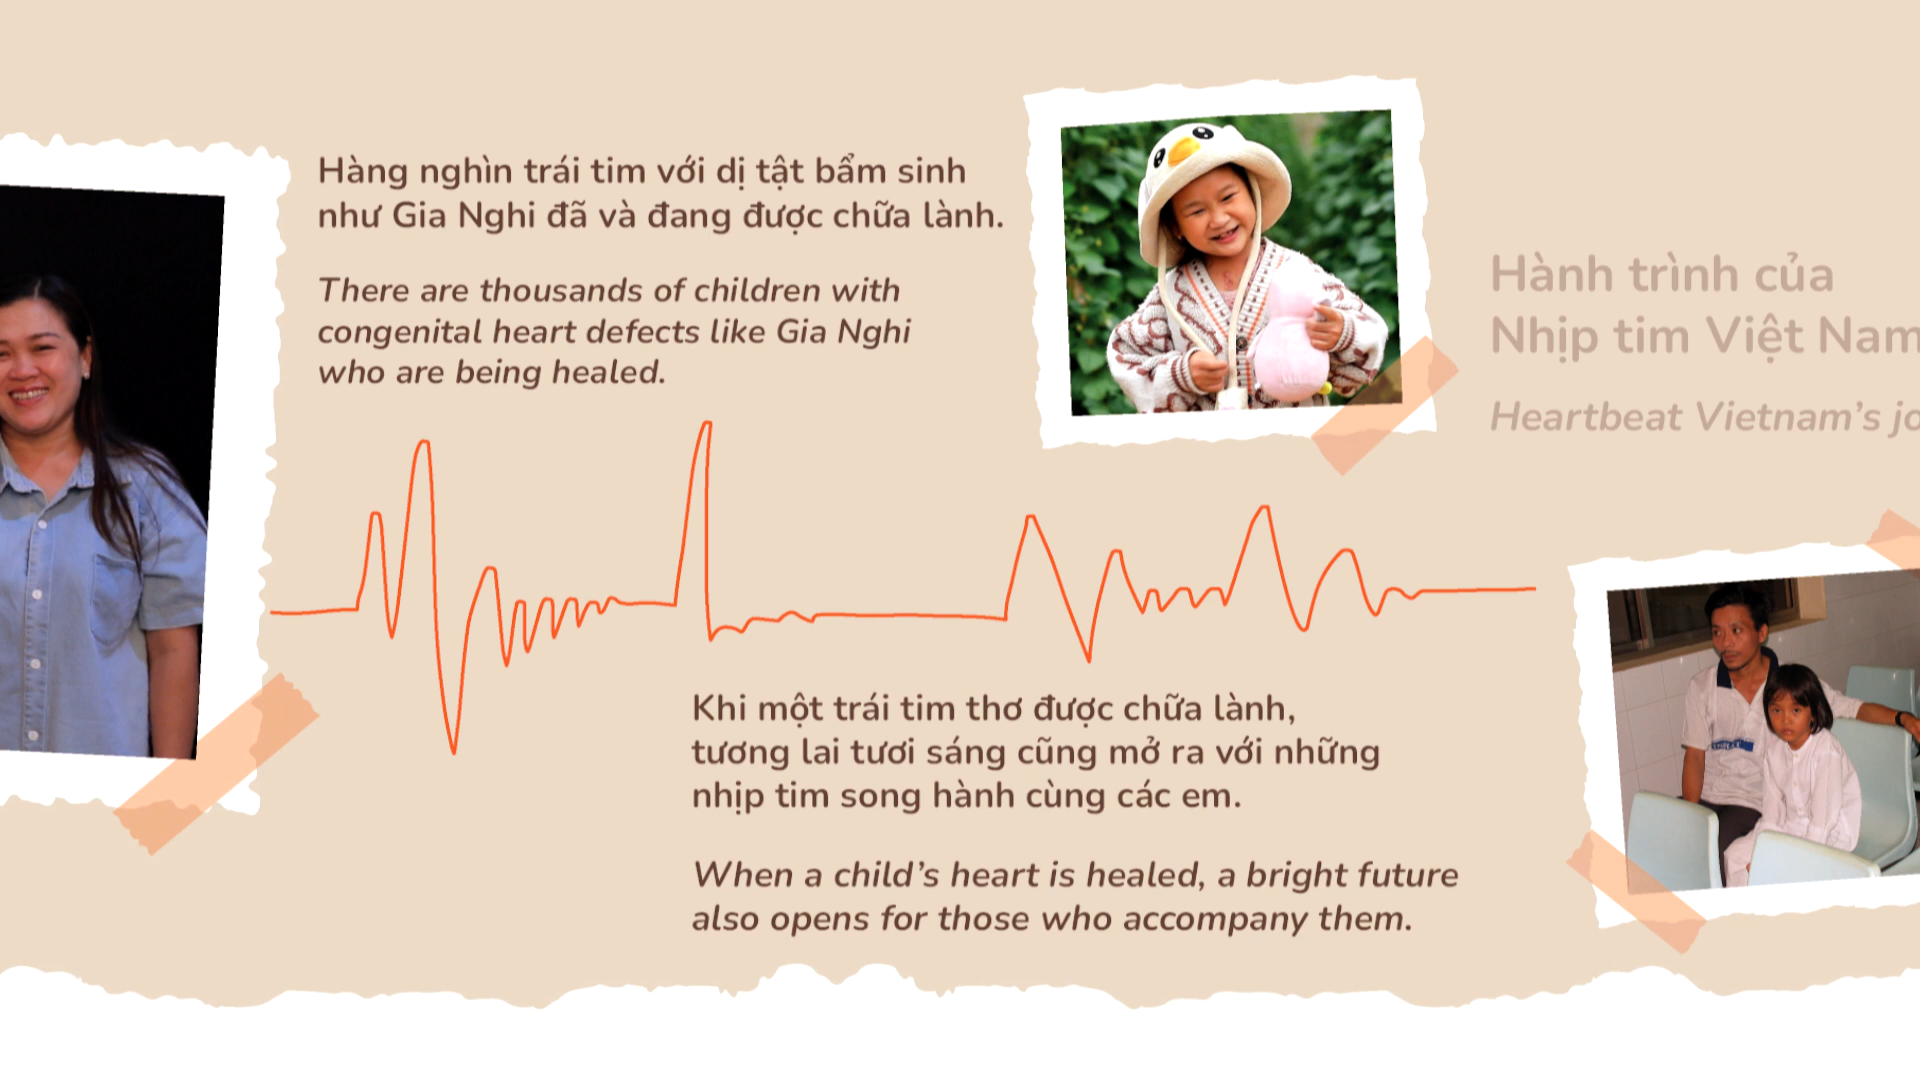 Hàng nghìn trái tim với dị tật bẩm sinh
như Gia Nghi đã và đang được chữa lành.
There are thousands of children with
congenital heart defects like Gia Nghi
who are being healed.
Hành trình của
Nhịp tim Việt Nam
Heartbeat Vietnam's
Khi một trái tim thơ được chữa lành,
tương lai tươi sáng cũng mở ra với những
nhịp tim song hành cùng các em.
When a child's heart is healed, a bright future
also opens for those who accompany them.